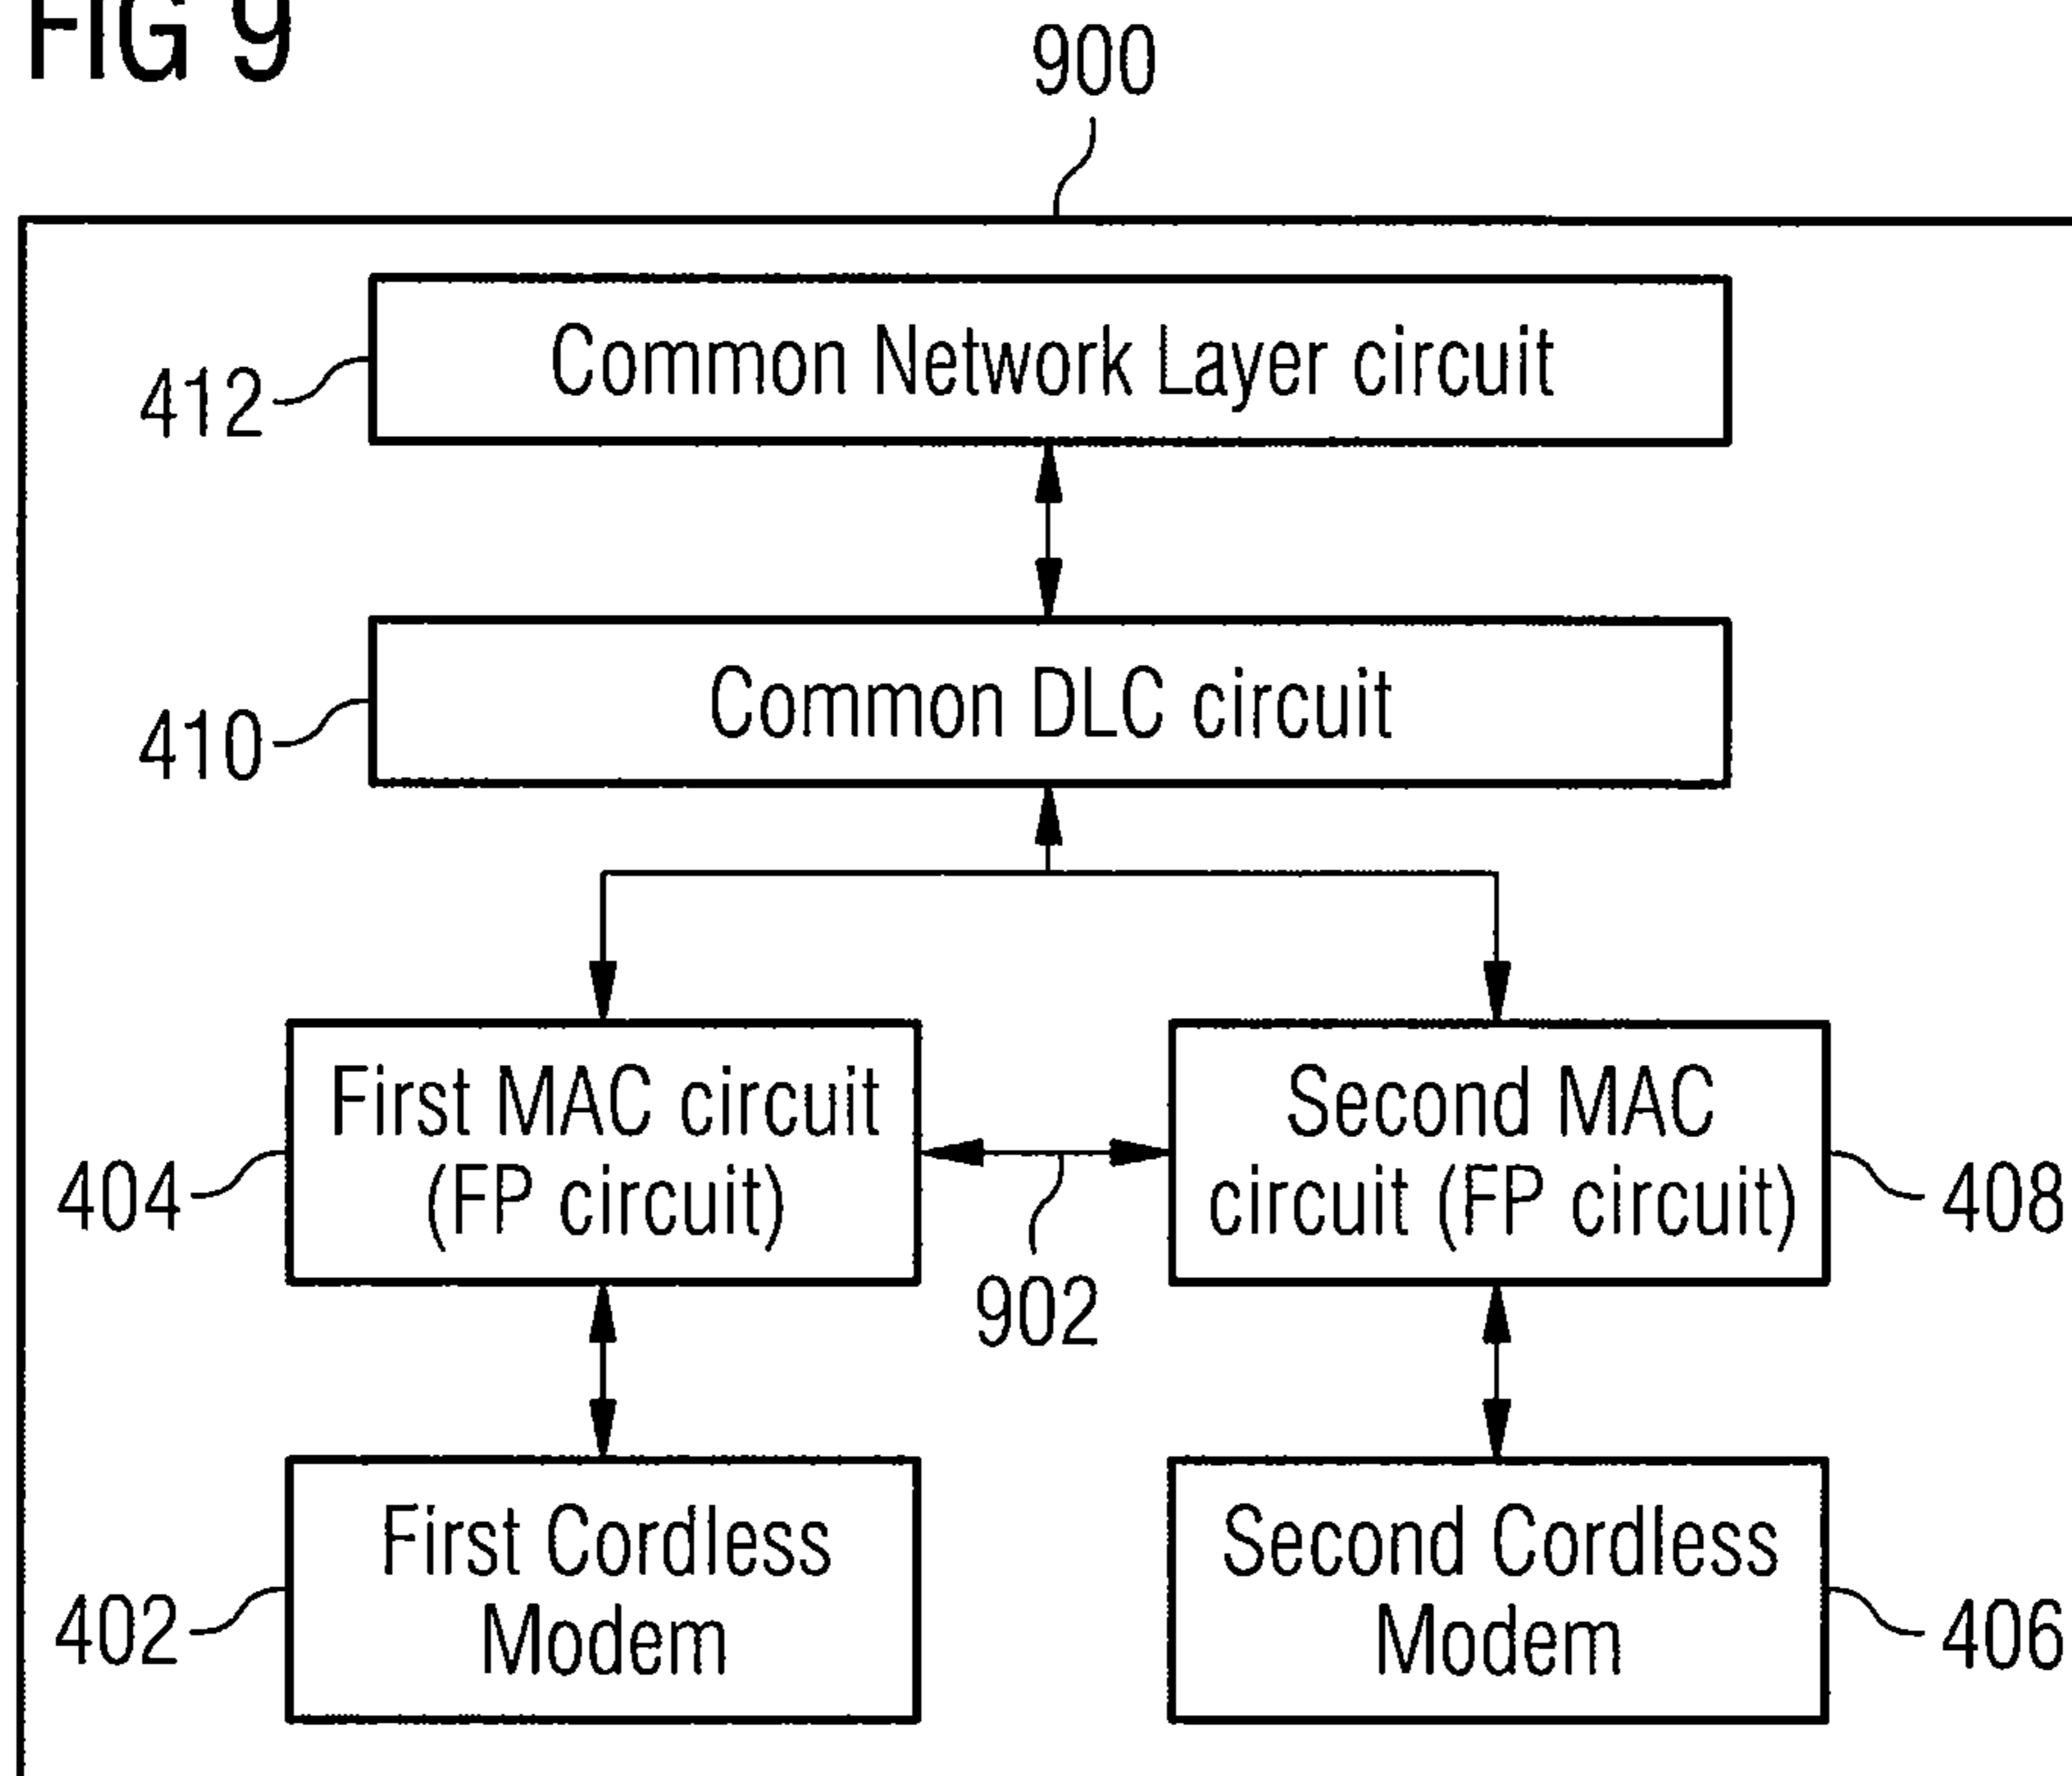 FIG 9
900
Common Network Layer circuit
412
Common DLC circuit
410
First MAC circuit
(FP circuit)
404
Second MAC
circuit (FP circuit)
408
902
First Cordless
Modem
402
Second Cordless
Modem
406